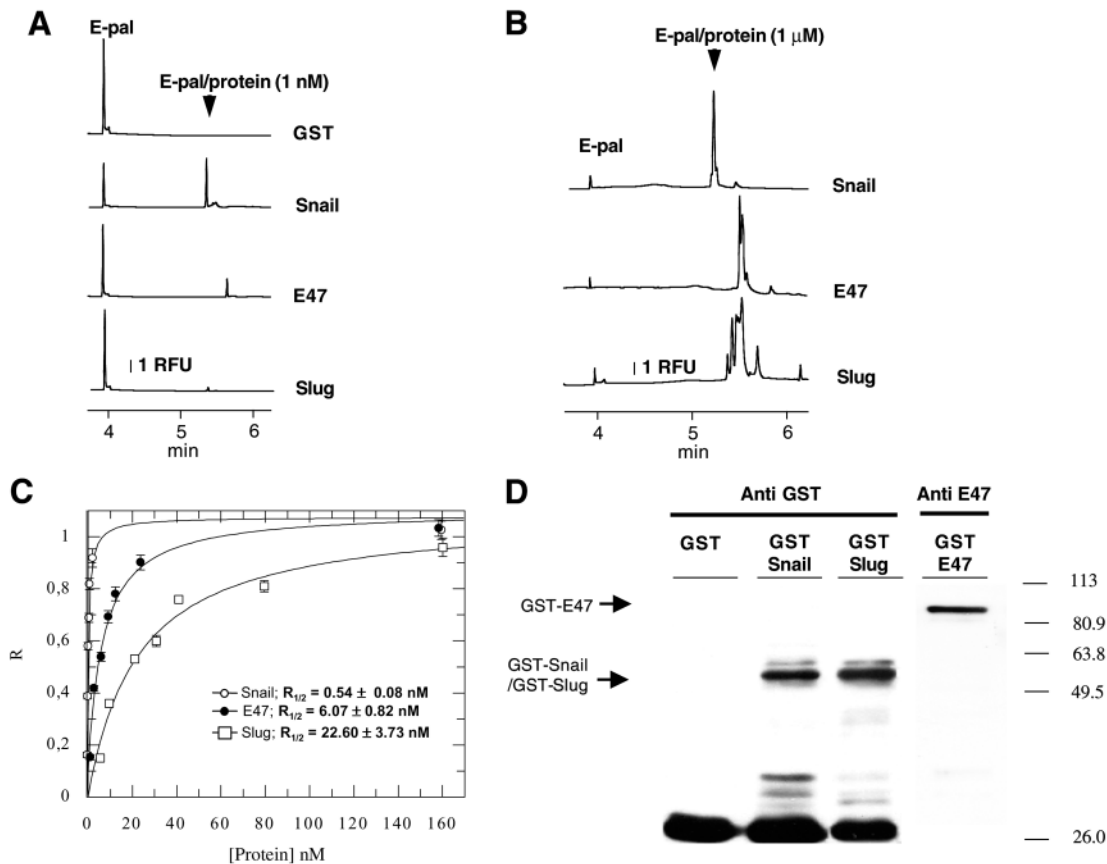 A
E-pal
E-pal/protein (1 nM)
GST
Snail
E47
1 RFU
Slug
4 5 6
min
B
E-pal/protein (1 μM)
E-pal
Snail
E47
1 RFU
Slug
4 5 6
min
C
R
1
0,8
0,6
0,4
0,2
0
Snail; R1/2 = 0.54 ± 0.08 nM
E47; R1/2 = 6.07 ± 0.82 nM
Slug; R1/2 = 22.60 ± 3.73 nM
0 20 40 60 80 100 120 140 160
[Protein] nM
D
Anti GST Anti E47
GST GST Snail GST Slug GST E47
GST-E47
GST-Snail
/GST-Slug
113
80.9
63.8
49.5
26.0